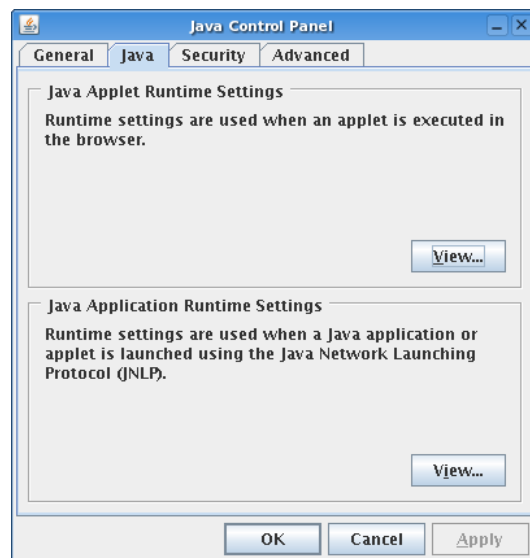 Java Control Panel
General Java Security Advanced
Java Applet Runtime Settings
Runtime settings are used when an applet is executed in
the browser.
View...
Java Application Runtime Settings
Runtime settings are used when a Java application or
applet is launched using the Java Network Launching
Protocol (JNLP).
View...
OK Cancel Apply